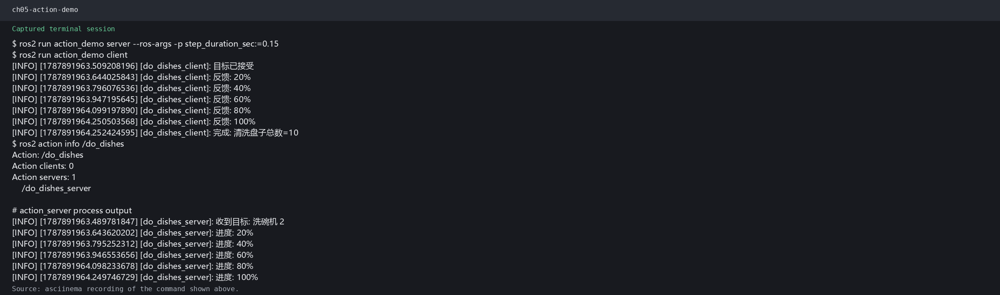 ch05-action-demo
Captured terminal session
$ ros2 run action_demo server --ros-args -p step_duration_sec:=0.15
$ ros2 run action_demo client
[INFO] [1787891963.509208196] [do_dishes_client]: 目标已接受
[INFO] [1787891963.644025843] [do_dishes_client]: 反馈: 20%
[INFO] [1787891963.796076536] [do_dishes_client]: 反馈: 40%
[INFO] [1787891963.947195645] [do_dishes_client]: 反馈: 60%
[INFO] [1787891964.099197890] [do_dishes_client]: 反馈: 80%
[INFO] [1787891964.250503568] [do_dishes_client]: 反馈: 100%
[INFO] [1787891964.252424595] [do_dishes_client]: 完成: 清洗盘子总数=10
$ ros2 action info /do_dishes
Action: /do_dishes
Action clients: 0
Action servers: 1
    /do_dishes_server
# action_server process output
[INFO] [1787891963.489781847] [do_dishes_server]: 收到目标: 洗碗机 2
[INFO] [1787891963.643620202] [do_dishes_server]: 进度: 20%
[INFO] [1787891963.795252312] [do_dishes_server]: 进度: 40%
[INFO] [1787891963.946553656] [do_dishes_server]: 进度: 60%
[INFO] [1787891964.098233678] [do_dishes_server]: 进度: 80%
[INFO] [1787891964.249746729] [do_dishes_server]: 进度: 100%
Source: asciinema recording of the command shown above.